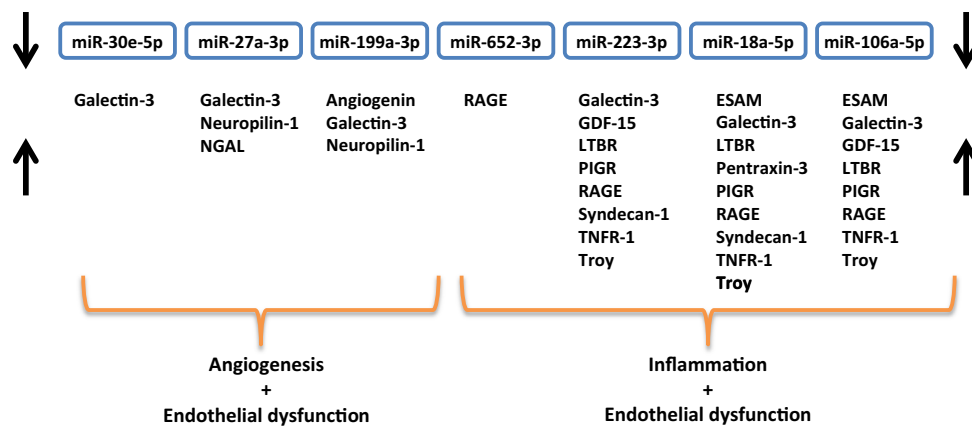 miR-30e-5p miR-27a-3p miR-199a-3p miR-652-3p miR-223-3p miR-18a-5p miR-106a-5p
Galectin-3
Galectin-3
Neuropilin-1
NGAL
Angiogenin
Galectin-3
Neuropilin-1
RAGE
Galectin-3
GDF-15
LTBR
PIGR
RAGE
Syndecan-1
TNFR-1
Troy
ESAM
Galectin-3
LTBR
Pentraxin-3
PIGR
RAGE
Syndecan-1
TNFR-1
Troy
ESAM
Galectin-3
GDF-15
LTBR
PIGR
RAGE
TNFR-1
Troy
Angiogenesis
+
Endothelial dysfunction
Inflammation
+
Endothelial dysfunction